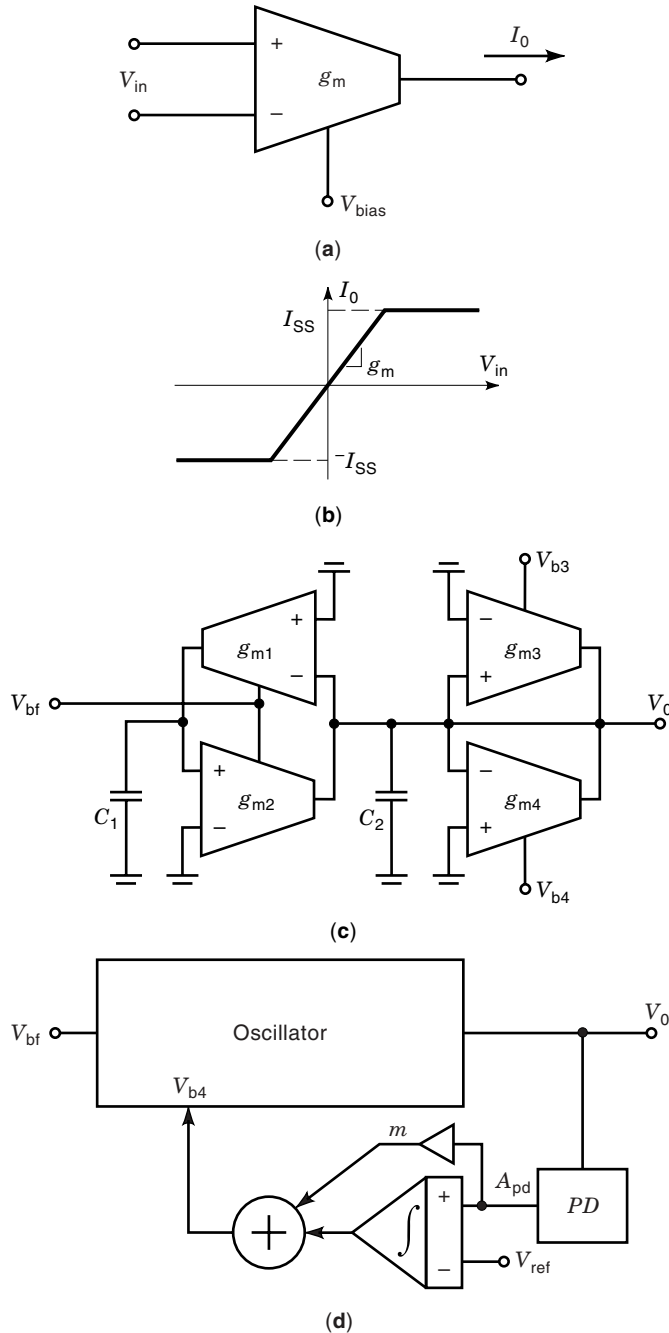 I0
+
Vin
gm
−
Vbias
(a)
I0
ISS
Vin
gm
−ISS
(b)
Vb3
+
−
gm1
gm3
−
+
Vbf
V0
+
−
gm2
gm4
−
+
C1
C2
Vb4
(c)
Vbf
Oscillator
V0
Vb4
m
Apd
+
PD
+
∫
−
Vref
(d)